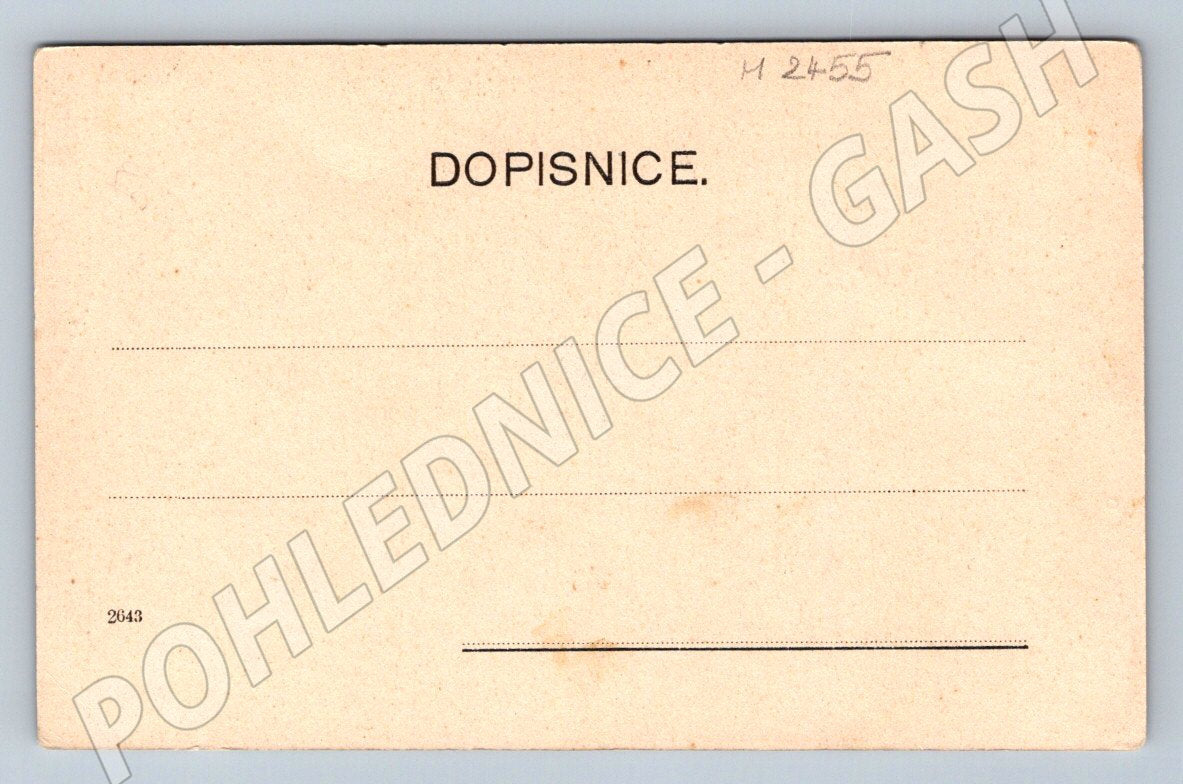 H 2455
DOPISNICE.
2643
POHLEDNICE - GASH